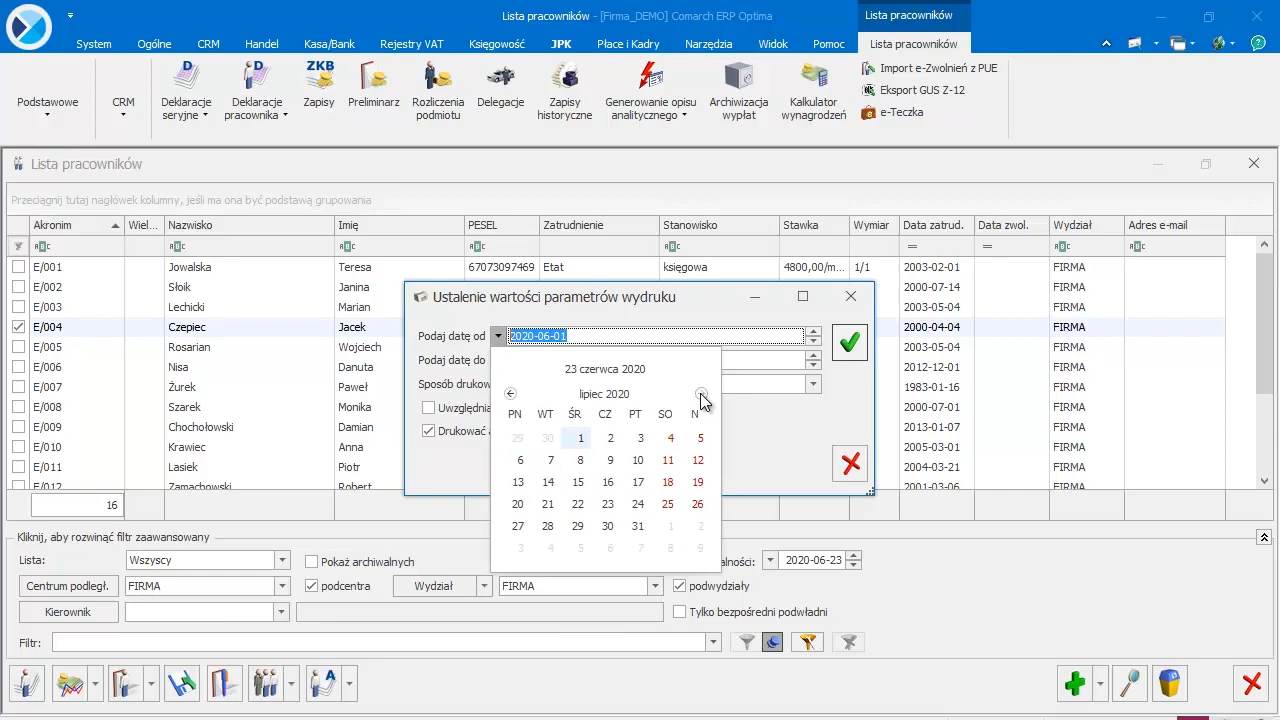 Lista pracowników - [Firma_DEMO] Comarch ERP Optima
Lista pracowników
System Ogólne CRM Handel Kasa/Bank Rejestry VAT Księgowość JPK Płace i Kadry Narzędzia Widok Pomoc Lista pracowników
Podstawowe
CRM
Deklaracje seryjne
Deklaracje pracownika
ZKB
Zapisy
Preliminarz
Rozliczenia podmiotu
Delegacje
Zapisy historyczne
Generowanie opisu analitycznego
Archiwizacja wypłat
Kalkulator wynagrodzeń
Import e-Zwolnień z PUE
Eksport GUS Z-12
e-Teczka
Lista pracowników
Przeciągnij tutaj nagłówek kolumny, jeśli ma ona być podstawą grupowania
Akronim Wiel... Nazwisko Imię PESEL Zatrudnienie Stanowisko Stawka Wymiar Data zatrud. Data zwol. Wydział Adres e-mail
E/001 Jowalska Teresa 67073097469 Etat księgowa 4800,00/m... 1/1 2003-02-01 FIRMA
E/002 Słoik Janina 2000-07-14 FIRMA
E/003 Lechicki Marian 2003-05-04 FIRMA
E/004 Czepiec Jacek 2000-04-04 FIRMA
E/005 Rosarian Wojciech 2003-05-04 FIRMA
E/006 Nisa Danuta 2012-12-01 FIRMA
E/007 Żurek Paweł 1983-01-16 FIRMA
E/008 Szarek Monika 2000-07-01 FIRMA
E/009 Chochołowski Damian 2013-01-07 FIRMA
E/010 Krawiec Anna 2005-03-01 FIRMA
E/011 Lasiek Piotr 2004-03-21 FIRMA
E/012 Zamachowski Robert 2001-03-06 FIRMA
16
Ustalenie wartości parametrów wydruku
Podaj datę od 2020-06-01
Podaj datę do
Sposób drukow
Uwzględnia
Drukować a
23 czerwca 2020
lipiec 2020
PN WT ŚR CZ PT SO N
29 30 1 2 3 4 5
6 7 8 9 10 11 12
13 14 15 16 17 18 19
20 21 22 23 24 25 26
27 28 29 30 31 1 2
3 4 5 6 7 8 9
Kliknij, aby rozwinąć filtr zaawansowany
Lista: Wszyscy Pokaż archiwalnych alności: 2020-06-23
Centrum podległ. FIRMA podcentra Wydział FIRMA podwydziały
Kierownik Tylko bezpośredni podwładni
Filtr: